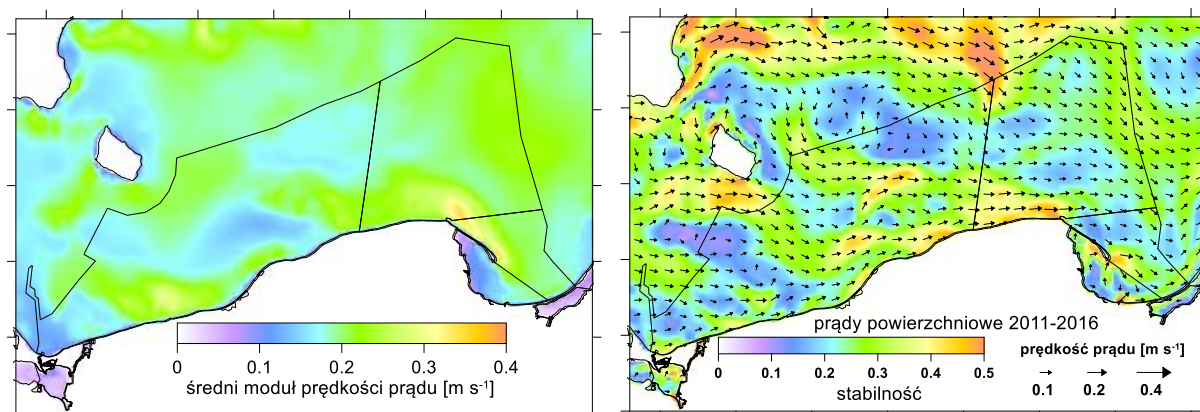 0 0.1 0.2 0.3 0.4
średni moduł prędkości prądu [m s⁻¹]
prądy powierzchniowe 2011-2016
0 0.1 0.2 0.3 0.4 0.5
stabilność
prędkość prądu [m s⁻¹]
0.1 0.2 0.4